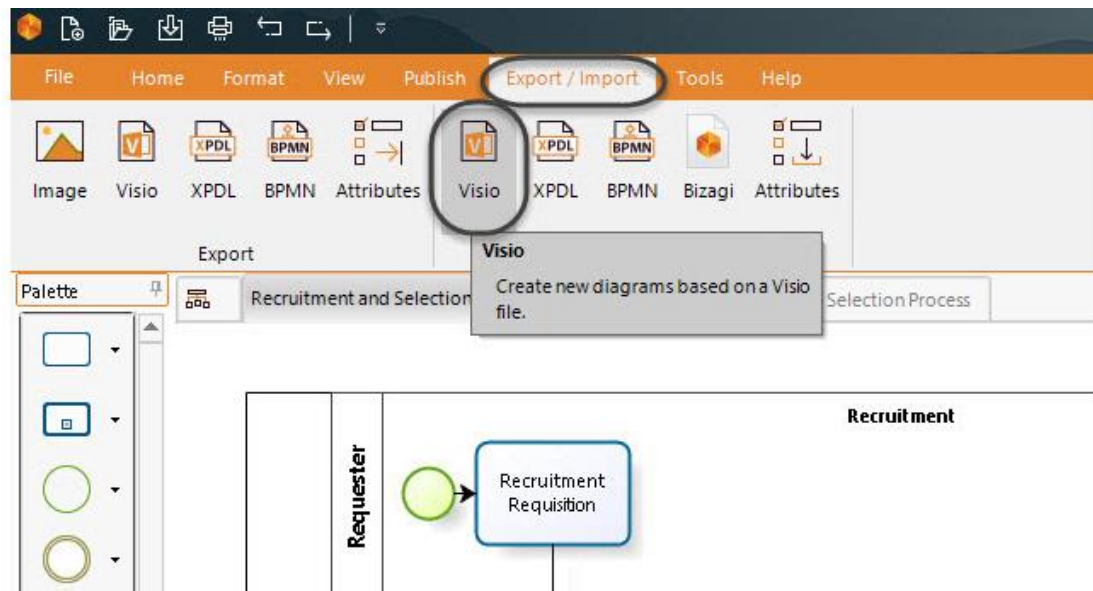 File Home Format View Publish Export / Import Tools Help
XPDL BPMN XPDL BPMN
Image Visio XPDL BPMN Attributes Visio XPDL BPMN Bizagi Attributes
Export
Visio
Create new diagrams based on a Visio
file.
Palette
Recruitment and Selection
Selection Process
Recruitment
Requester
Recruitment
Requisition